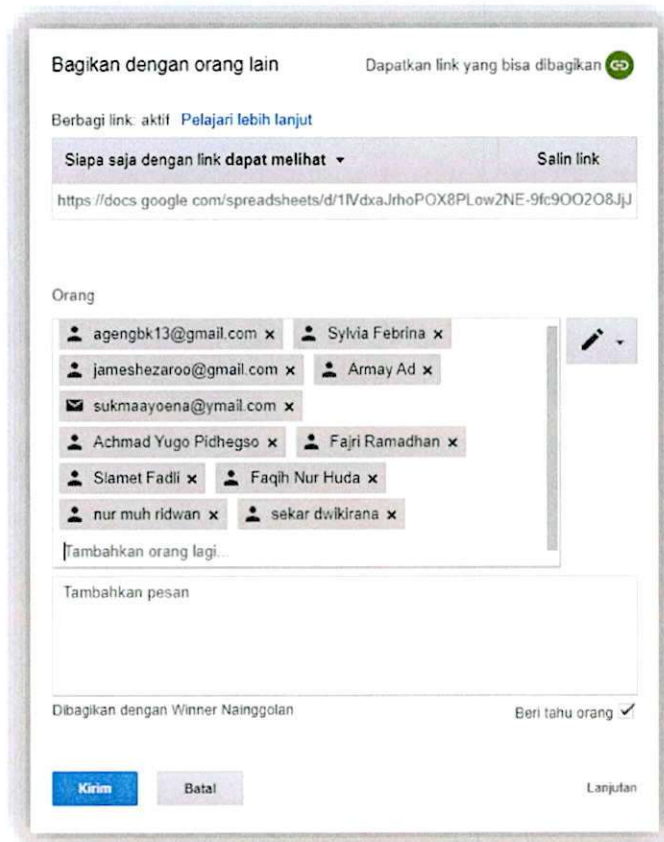 Bagikan dengan orang lain
Dapatkan link yang bisa dibagikan
Berbagi link: aktif Pelajari lebih lanjut
Siapa saja dengan link dapat melihat
Salin link
https://docs.google.com/spreadsheets/d/1IVdxaJrhoPOX8PLow2NE-9fc9OO2O8JjJ
Orang
agengbk13@gmail.com x Sylvia Febrina x
jameshezaroo@gmail.com x Armay Ad x
sukmaayoena@ymail.com x
Achmad Yugo Pidhegso x Fajri Ramadhan x
Slamet Fadli x Faqih Nur Huda x
nur muh ridwan x sekar dwikirana x
Tambahkan orang lagi...
Tambahkan pesan
Dibagikan dengan Winner Nainggolan
Beri tahu orang
Kirim Batal
Lanjutan